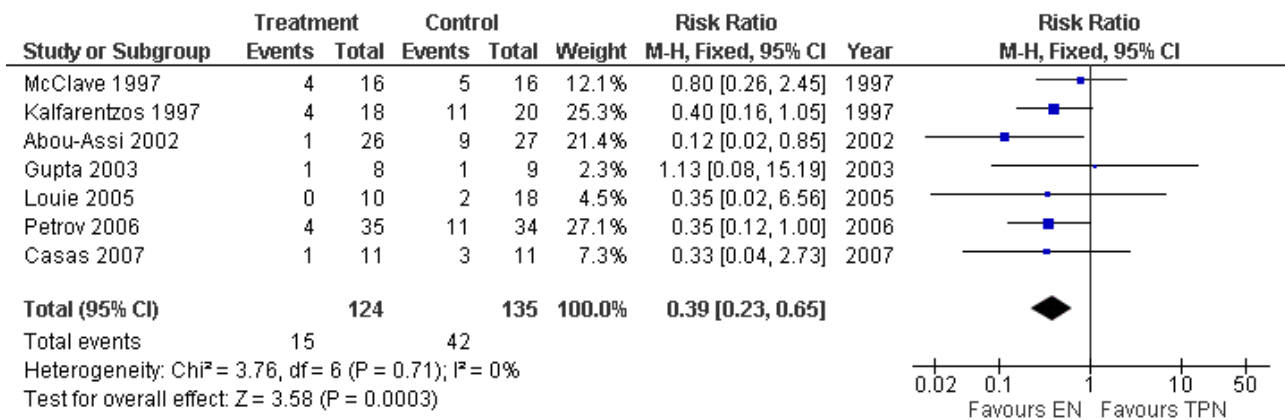 Treatment Control Risk Ratio Risk Ratio
Study or Subgroup Events Total Events Total Weight M-H, Fixed, 95% CI Year M-H, Fixed, 95% CI
McClave 1997 4 16 5 16 12.1% 0.80 [0.26, 2.45] 1997
Kalfarentzos 1997 4 18 11 20 25.3% 0.40 [0.16, 1.05] 1997
Abou-Assi 2002 1 26 9 27 21.4% 0.12 [0.02, 0.85] 2002
Gupta 2003 1 8 1 9 2.3% 1.13 [0.08, 15.19] 2003
Louie 2005 0 10 2 18 4.5% 0.35 [0.02, 6.56] 2005
Petrov 2006 4 35 11 34 27.1% 0.35 [0.12, 1.00] 2006
Casas 2007 1 11 3 11 7.3% 0.33 [0.04, 2.73] 2007
Total (95% CI) 124 135 100.0% 0.39 [0.23, 0.65]
Total events 15 42
Heterogeneity: Chi² = 3.76, df = 6 (P = 0.71); I² = 0%
Test for overall effect: Z = 3.58 (P = 0.0003)
0.02 0.1 1 10 50
Favours EN Favours TPN